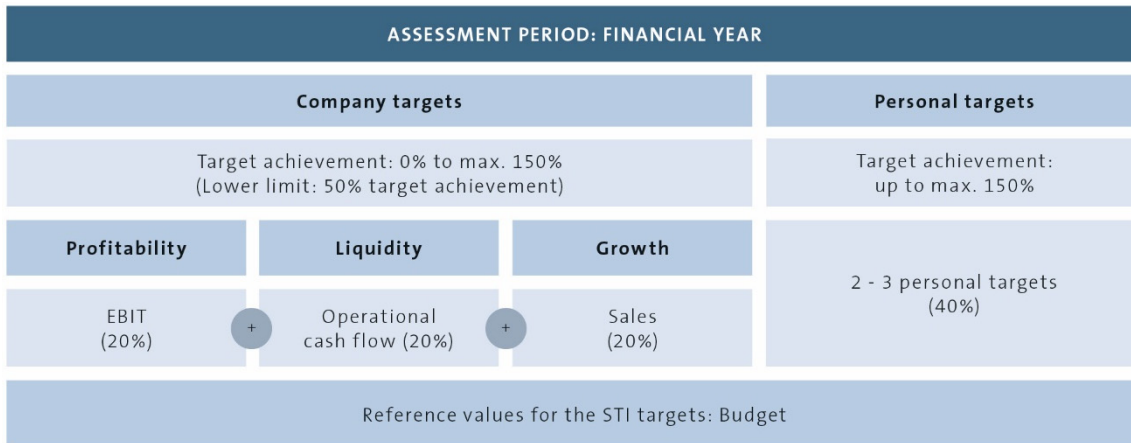 ASSESSMENT PERIOD: FINANCIAL YEAR
Company targets
Personal targets
Target achievement: 0% to max. 150%
(Lower limit: 50% target achievement)
Target achievement:
up to max. 150%
Profitability
Liquidity
Growth
2 - 3 personal targets
(40%)
EBIT
(20%)
+
Operational
cash flow (20%)
+
Sales
(20%)
Reference values for the STI targets: Budget